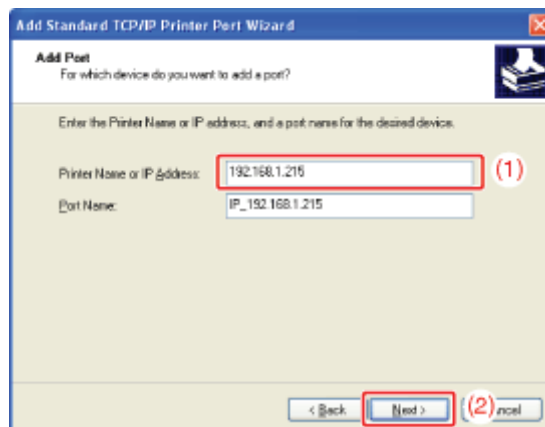 Add Standard TCP/IP Printer Port Wizard
Add Port
For which device do you want to add a port?
Enter the Printer Name or IP address, and a port name for the desired device.
Printer Name or IP Address: 192.168.1.215 (1)
Port Name: IP_192.168.1.215
< Back Next > (2) ncel